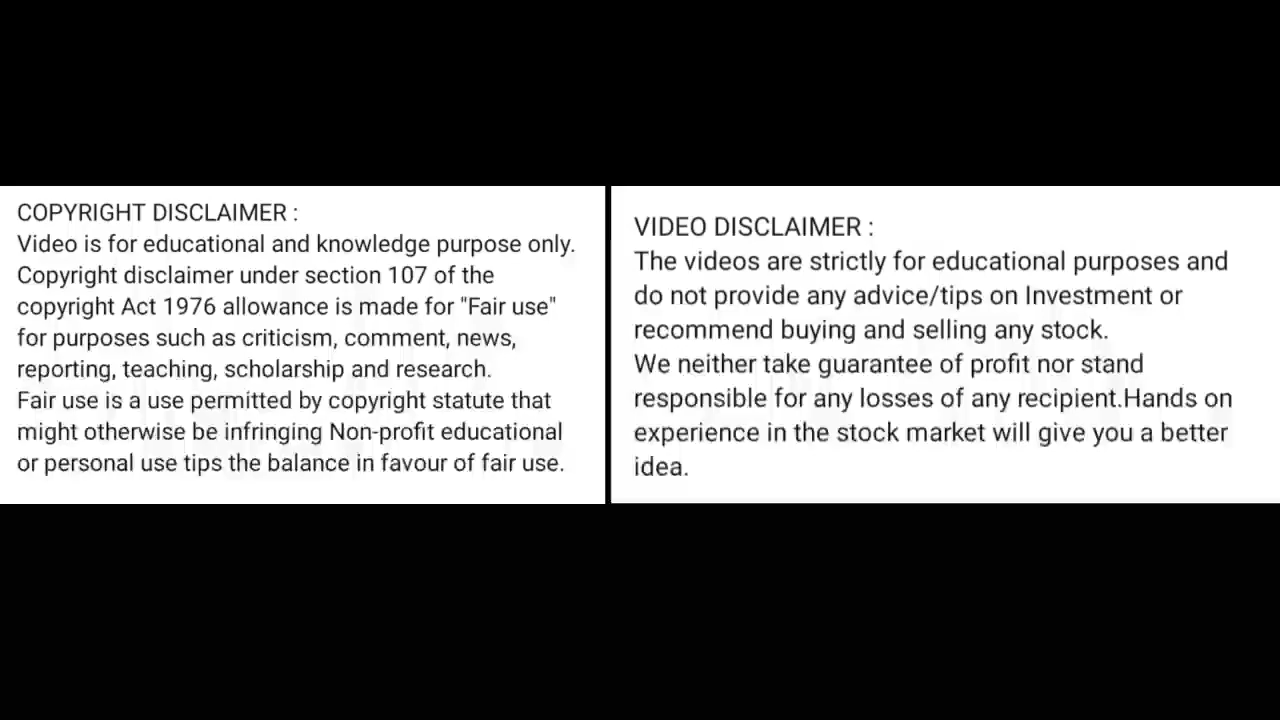 COPYRIGHT DISCLAIMER :
Video is for educational and knowledge purpose only.
Copyright disclaimer under section 107 of the
copyright Act 1976 allowance is made for "Fair use"
for purposes such as criticism, comment, news,
reporting, teaching, scholarship and research.
Fair use is a use permitted by copyright statute that
might otherwise be infringing Non-profit educational
or personal use tips the balance in favour of fair use.
VIDEO DISCLAIMER :
The videos are strictly for educational purposes and
do not provide any advice/tips on Investment or
recommend buying and selling any stock.
We neither take guarantee of profit nor stand
responsible for any losses of any recipient.Hands on
experience in the stock market will give you a better
idea.